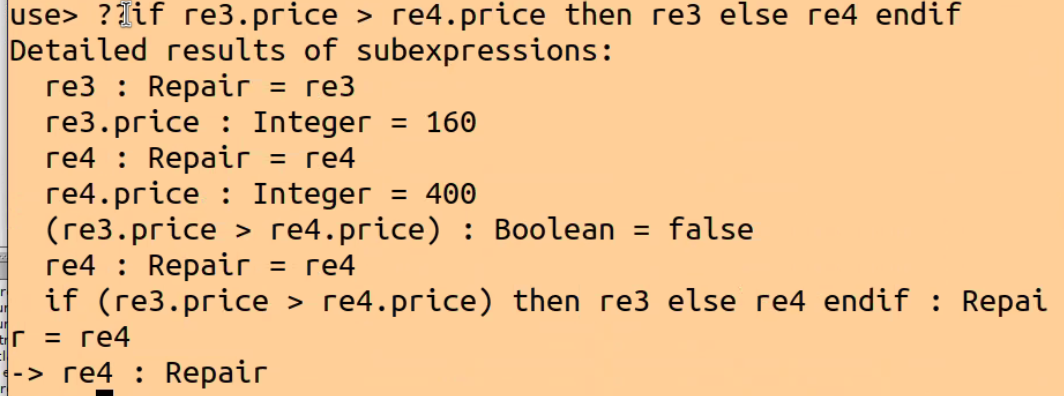 use> ??if re3.price > re4.price then re3 else re4 endif
Detailed results of subexpressions:
  re3 : Repair = re3
  re3.price : Integer = 160
  re4 : Repair = re4
  re4.price : Integer = 400
  (re3.price > re4.price) : Boolean = false
  re4 : Repair = re4
  if (re3.price > re4.price) then re3 else re4 endif : Repai
r = re4
-> re4 : Repair